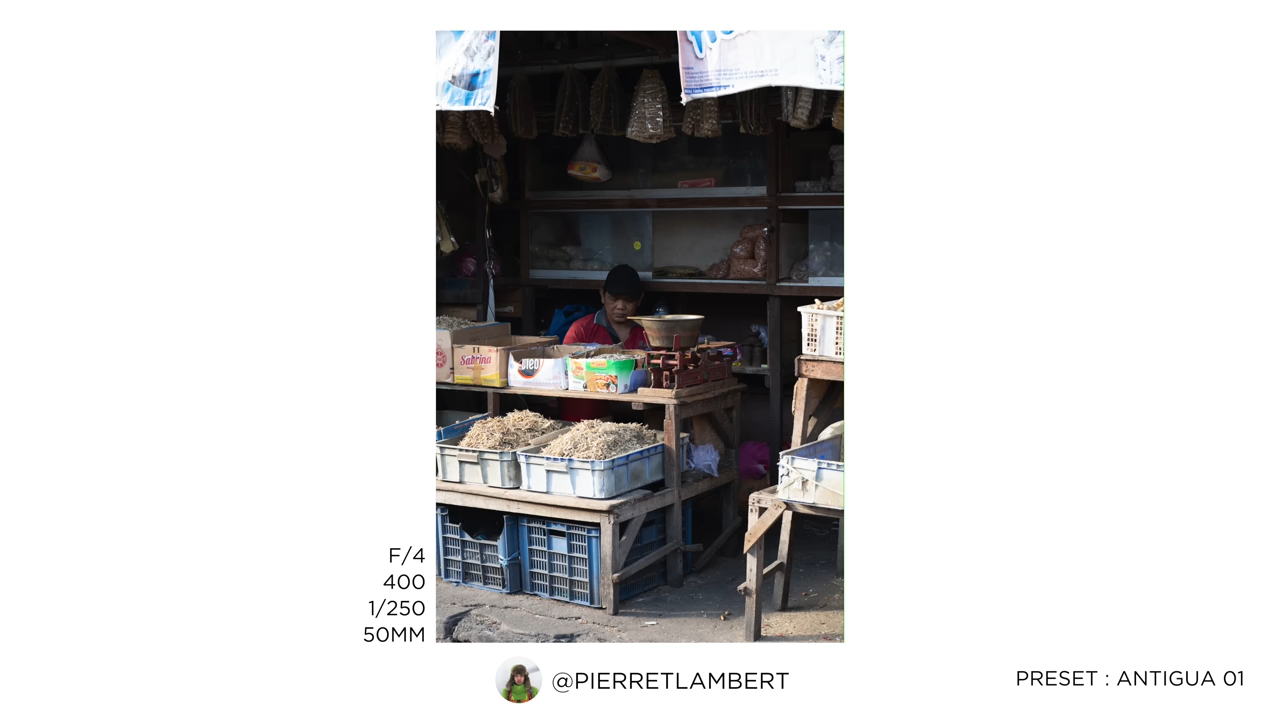 Sabrina
F/4
400
1/250
50MM
@PIERRETLAMBERT
PRESET : ANTIGUA 01